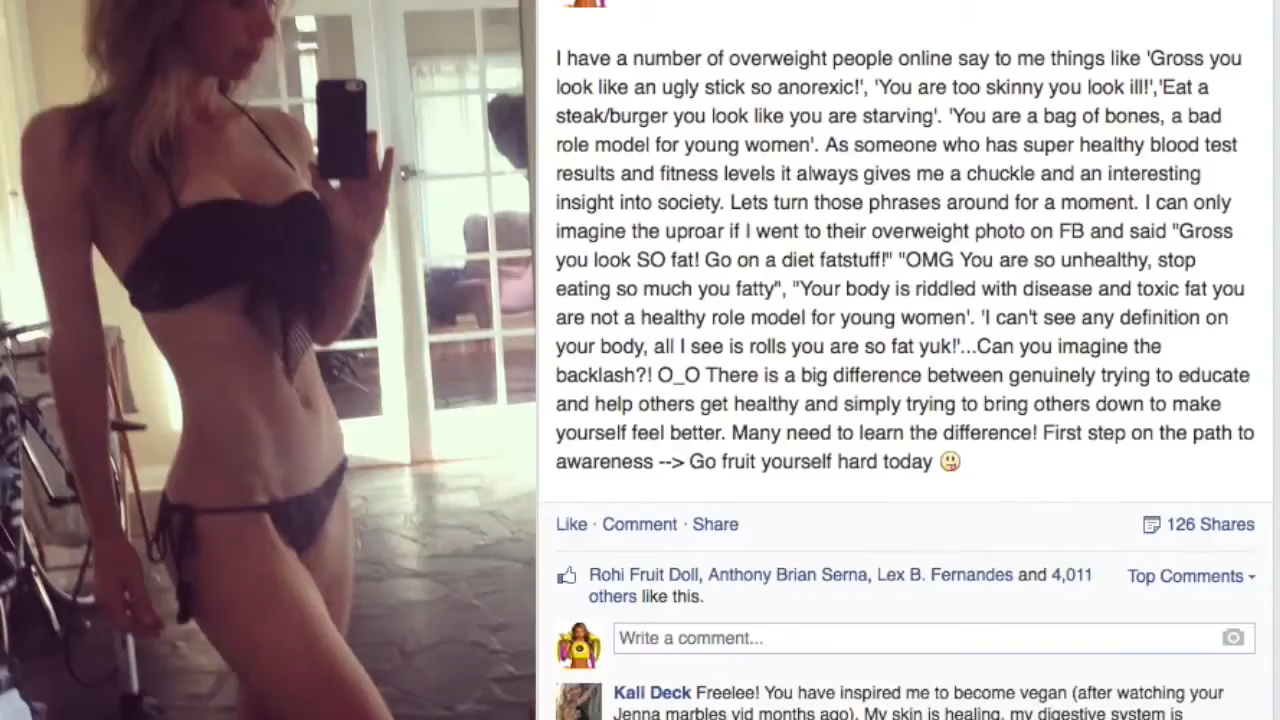 I have a number of overweight people online say to me things like 'Gross you
look like an ugly stick so anorexic!', 'You are too skinny you look ill!','Eat a
steak/burger you look like you are starving'. 'You are a bag of bones, a bad
role model for young women'. As someone who has super healthy blood test
results and fitness levels it always gives me a chuckle and an interesting
insight into society. Lets turn those phrases around for a moment. I can only
imagine the uproar if I went to their overweight photo on FB and said "Gross
you look SO fat! Go on a diet fatstuff!" "OMG You are so unhealthy, stop
eating so much you fatty", "Your body is riddled with disease and toxic fat you
are not a healthy role model for young women'. 'I can't see any definition on
your body, all I see is rolls you are so fat yuk!'...Can you imagine the
backlash?! O_O There is a big difference between genuinely trying to educate
and help others get healthy and simply trying to bring others down to make
yourself feel better. Many need to learn the difference! First step on the path to
awareness --> Go fruit yourself hard today 😜
Like · Comment · Share 126 Shares
Rohi Fruit Doll, Anthony Brian Serna, Lex B. Fernandes and 4,011 Top Comments
others like this.
Write a comment...
Kali Deck Freelee! You have inspired me to become vegan (after watching your
Jenna marbles vid months ago). My skin is healing, my digestive system is